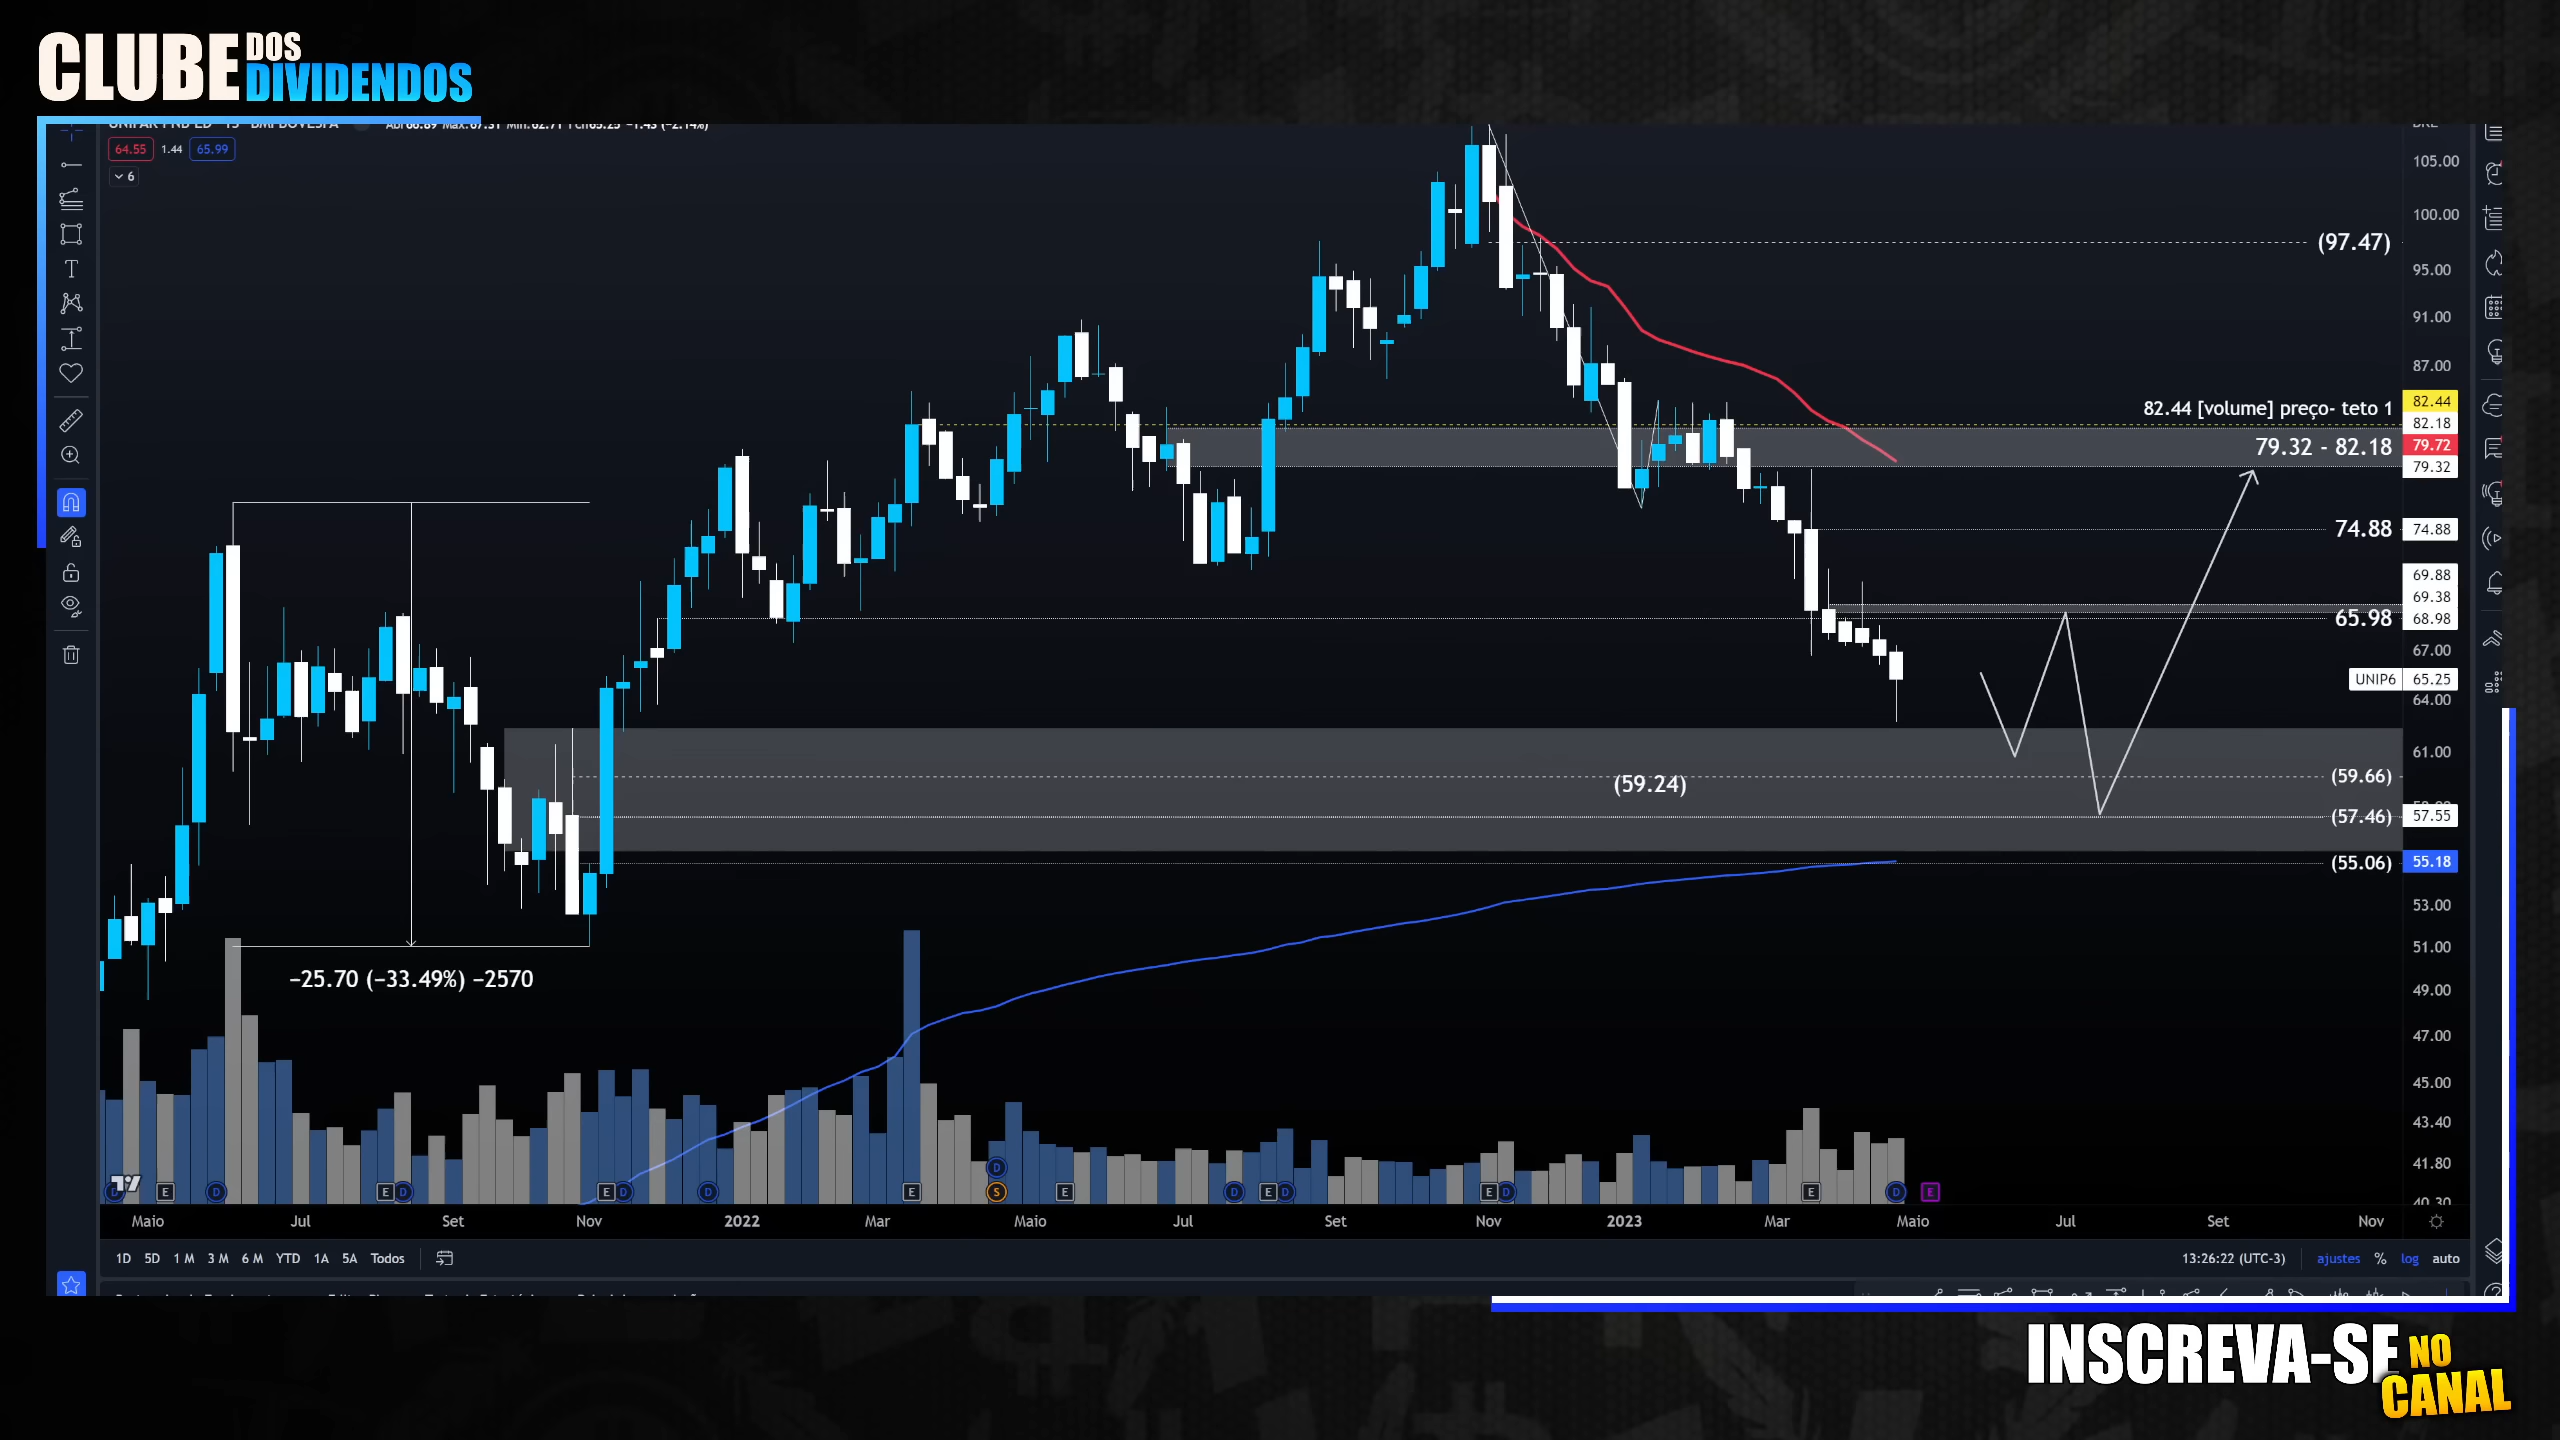 CLUBE DOS DIVIDENDOS
64.55 1.44 65.99
6
105.00
100.00
(97.47)
95.00
91.00
87.00
82.44 [volume] preço- teto 1 82.44
82.18
79.32 - 82.18 79.72
79.32
74.88 74.88
69.88
69.38
65.98 68.98
67.00
UNIP6 65.25
64.00
61.00
(59.66)
(59.24)
(57.46) 57.55
(55.06) 55.18
53.00
51.00
−25.70 (−33.49%) −2570
49.00
47.00
45.00
43.40
41.80
40.30
D E D E D E D D E D S E D E D E D E D E
Maio Jul Set Nov 2022 Mar Maio Jul Set Nov 2023 Mar Maio Jul Set Nov
1D 5D 1 M 3 M 6 M YTD 1A 5A Todos 13:26:22 (UTC-3) ajustes % log auto
INSCREVA-SE NO CANAL